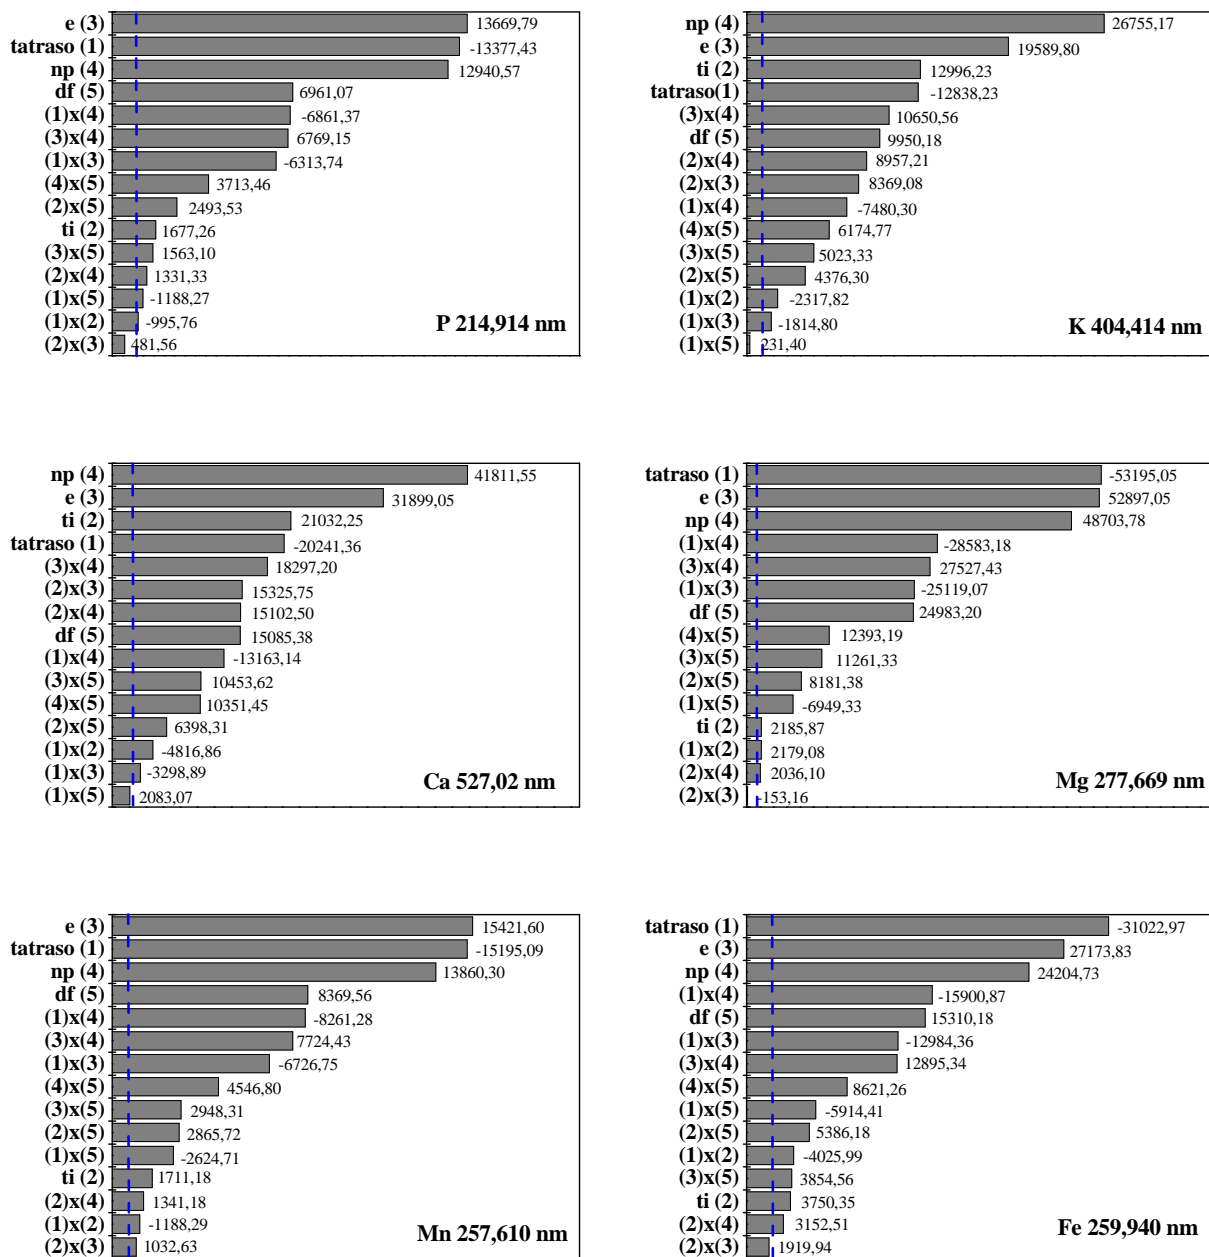 e (3) 13669,79
tatraso (1) -13377,43
np (4) 12940,57
df (5) 6961,07
(1)x(4) -6861,37
(3)x(4) 6769,15
(1)x(3) -6313,74
(4)x(5) 3713,46
(2)x(5) 2493,53
ti (2) 1677,26
(3)x(5) 1563,10
(2)x(4) 1331,33
(1)x(5) -1188,27
(1)x(2) -995,76
(2)x(3) 481,56
P 214,914 nm
np (4) 26755,17
e (3) 19589,80
ti (2) 12996,23
tatraso(1) -12838,23
(3)x(4) 10650,56
df (5) 9950,18
(2)x(4) 8957,21
(2)x(3) 8369,08
(1)x(4) -7480,30
(4)x(5) 6174,77
(3)x(5) 5023,33
(2)x(5) 4376,30
(1)x(2) -2317,82
(1)x(3) -1814,80
(1)x(5) 231,40
K 404,414 nm
np (4) 41811,55
e (3) 31899,05
ti (2) 21032,25
tatraso (1) -20241,36
(3)x(4) 18297,20
(2)x(3) 15325,75
(2)x(4) 15102,50
df (5) 15085,38
(1)x(4) -13163,14
(3)x(5) 10453,62
(4)x(5) 10351,45
(2)x(5) 6398,31
(1)x(2) -4816,86
(1)x(3) -3298,89
(1)x(5) 2083,07
Ca 527,02 nm
tatraso (1) -53195,05
e (3) 52897,05
np (4) 48703,78
(1)x(4) -28583,18
(3)x(4) 27527,43
(1)x(3) -25119,07
df (5) 24983,20
(4)x(5) 12393,19
(3)x(5) 11261,33
(2)x(5) 8181,38
(1)x(5) -6949,33
ti (2) 2185,87
(1)x(2) 2179,08
(2)x(4) 2036,10
(2)x(3) -153,16
Mg 277,669 nm
e (3) 15421,60
tatraso (1) -15195,09
np (4) 13860,30
df (5) 8369,56
(1)x(4) -8261,28
(3)x(4) 7724,43
(1)x(3) -6726,75
(4)x(5) 4546,80
(3)x(5) 2948,31
(2)x(5) 2865,72
(1)x(5) -2624,71
ti (2) 1711,18
(2)x(4) 1341,18
(1)x(2) -1188,29
(2)x(3) 1032,63
Mn 257,610 nm
tatraso (1) -31022,97
e (3) 27173,83
np (4) 24204,73
(1)x(4) -15900,87
df (5) 15310,18
(1)x(3) -12984,36
(3)x(4) 12895,34
(4)x(5) 8621,26
(1)x(5) -5914,41
(2)x(5) 5386,18
(1)x(2) -4025,99
(3)x(5) 3854,56
ti (2) 3750,35
(2)x(4) 3152,51
(2)x(3) 1919,94
Fe 259,940 nm